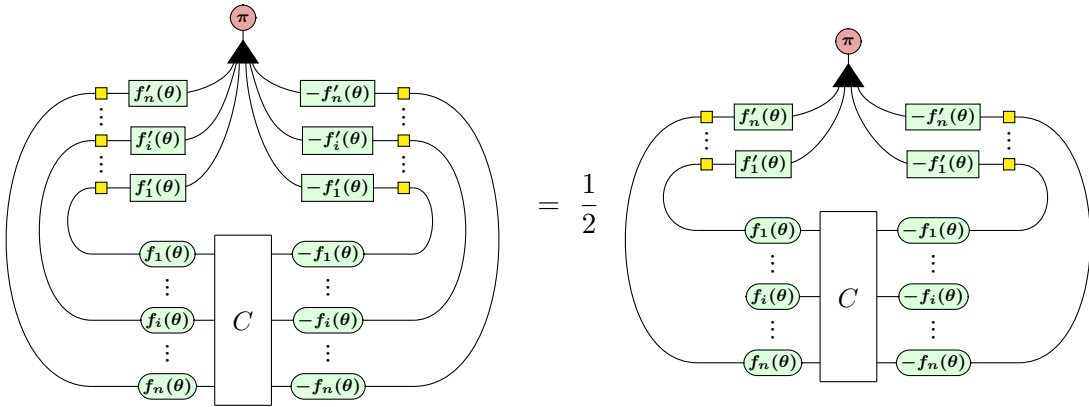 π
π
f′ₙ(θ) −f′ₙ(θ)
⋮ ⋮
f′ₙ(θ) −f′ₙ(θ)
f′ᵢ(θ) −f′ᵢ(θ)
⋮ ⋮
⋮ ⋮
f′₁(θ) −f′₁(θ)
f′₁(θ) −f′₁(θ)
= 1/2
f₁(θ) −f₁(θ)
f₁(θ) −f₁(θ)
⋮ ⋮
⋮ ⋮
C
fᵢ(θ) −fᵢ(θ)
C
fᵢ(θ) −fᵢ(θ)
⋮ ⋮
⋮ ⋮
fₙ(θ) −fₙ(θ)
fₙ(θ) −fₙ(θ)